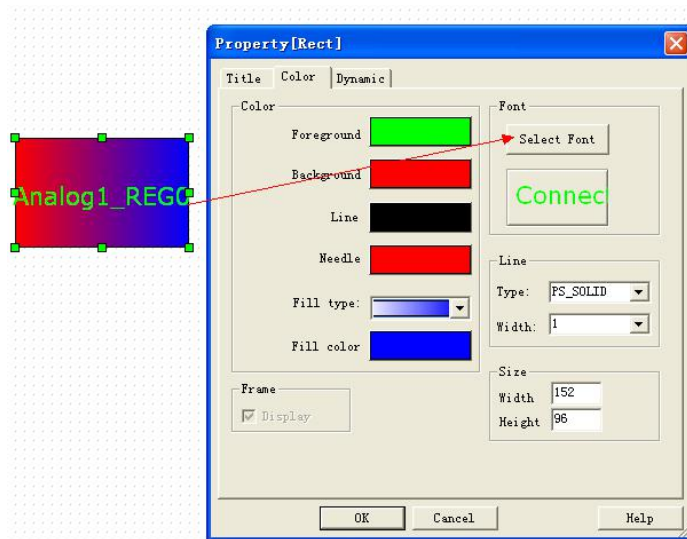 Property[Rect]
Title Color Dynamic
Color
Foreground
Background
Line
Needle
Fill type:
Fill color
Frame
Display
Font
Select Font
Connec
Line
Type: PS_SOLID
Width: 1
Size
Width 152
Height 96
OK Cancel Help
Analog1_REG0